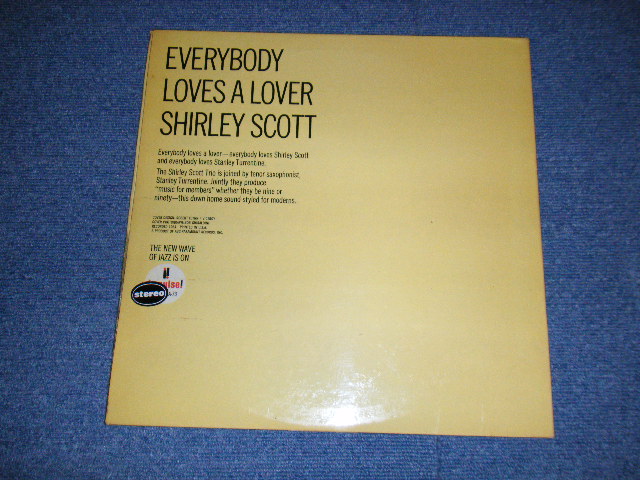 EVERYBODY
LOVES A LOVER
SHIRLEY SCOTT
Everybody loves a lover—everybody loves Shirley Scott
and everybody loves Stanley Turrentine.
The Shirley Scott Trio is joined by tenor saxophonist,
Stanley Turrentine. Jointly they produce
"music for members" whether they be nine or
ninety—this down home sound styled for moderns.
THE NEW WAVE
OF JAZZ IS ON
stereo